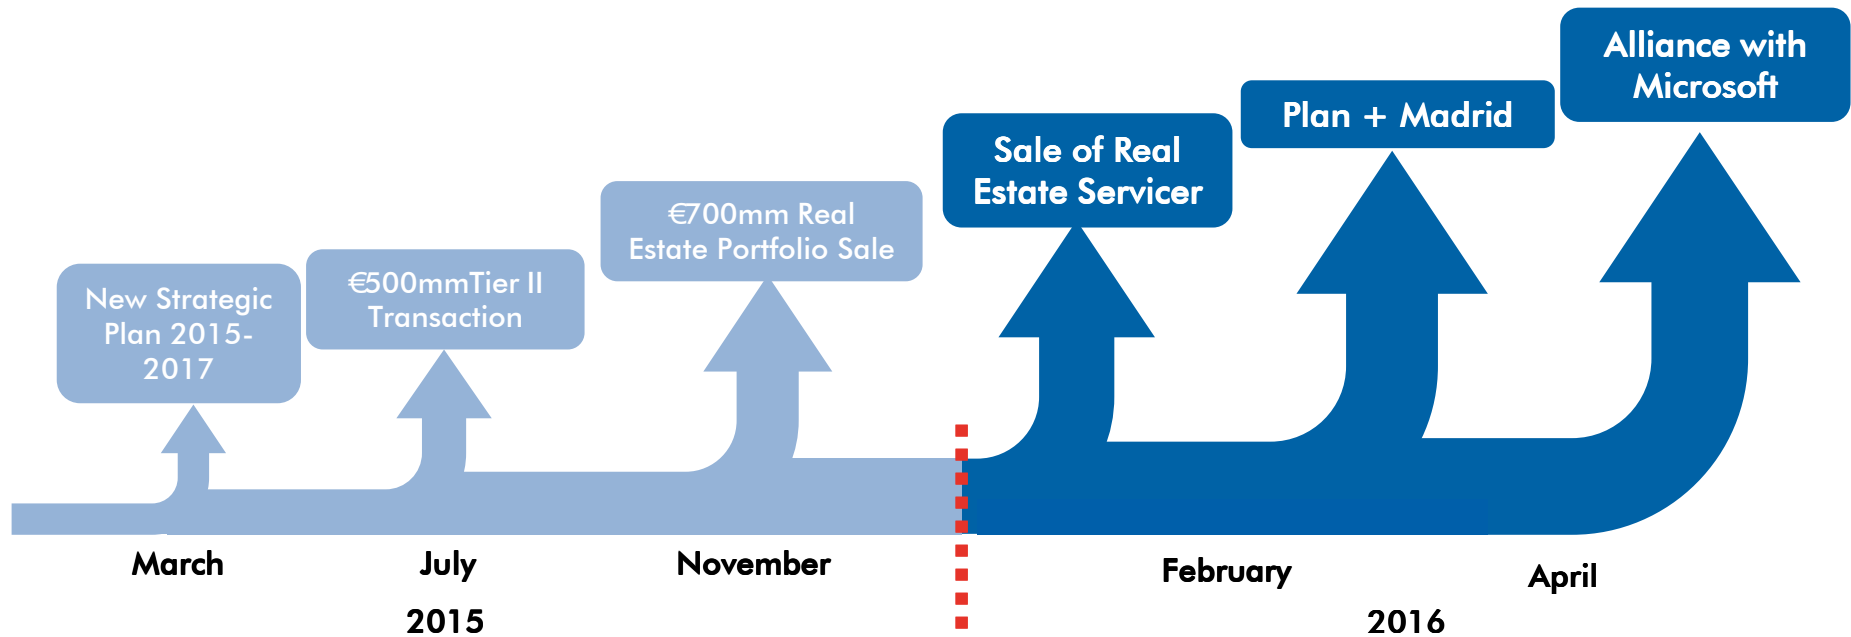 New Strategic
Plan 2015-
2017
€500mmTier II
Transaction
€700mm Real
Estate Portfolio Sale
Sale of Real
Estate Servicer
Plan + Madrid
Alliance with
Microsoft
March
July
November
February
April
2015
2016